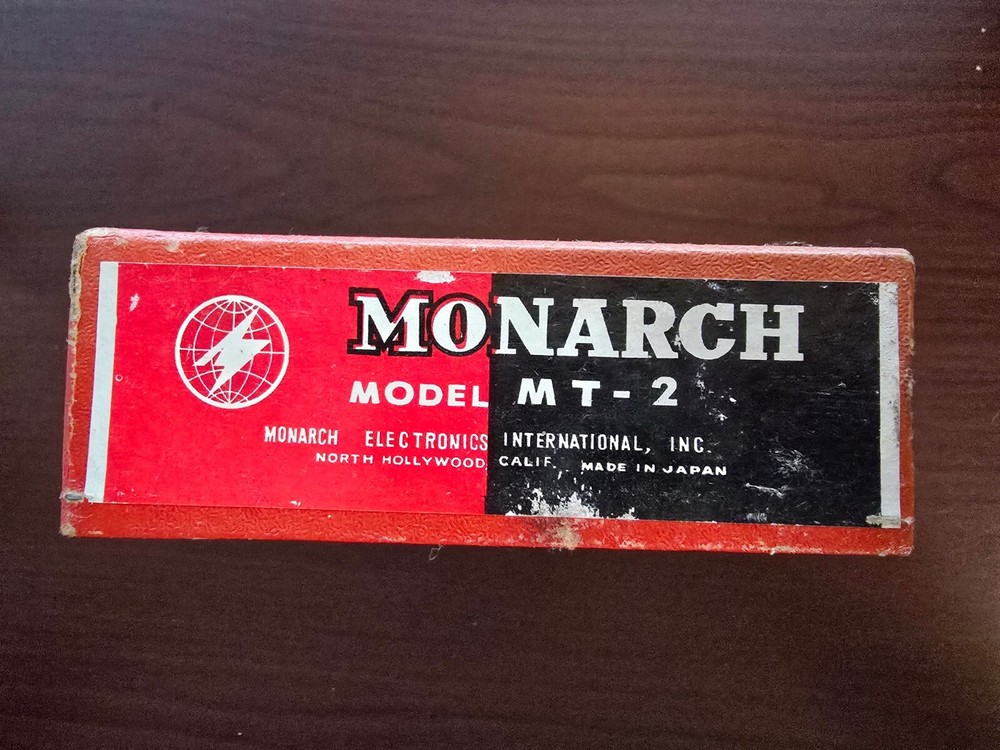 MONARCH
MODEL MT-2
MONARCH ELECTRONICS INTERNATIONAL, INC.
NORTH HOLLYWOOD, CALIF. MADE IN JAPAN